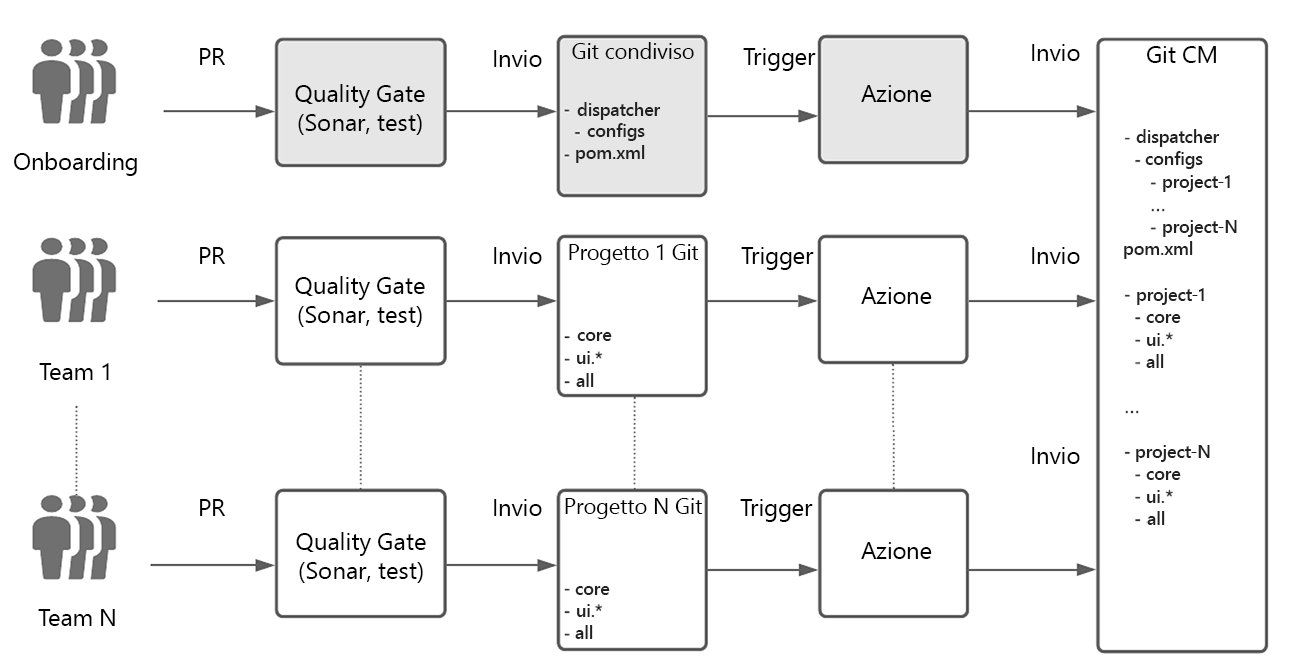 PR
Invio
Trigger
Invio
Onboarding
Quality Gate
(Sonar, test)
Git condiviso
- dispatcher
- configs
- pom.xml
Azione
Git CM
- dispatcher
- configs
- project-1
...
- project-N
pom.xml
- project-1
- core
- ui.*
- all
...
- project-N
- core
- ui.*
- all
PR
Invio
Trigger
Invio
Team 1
Quality Gate
(Sonar, test)
Progetto 1 Git
- core
- ui.*
- all
Azione
PR
Invio
Trigger
Invio
Team N
Quality Gate
(Sonar, test)
Progetto N Git
- core
- ui.*
- all
Azione